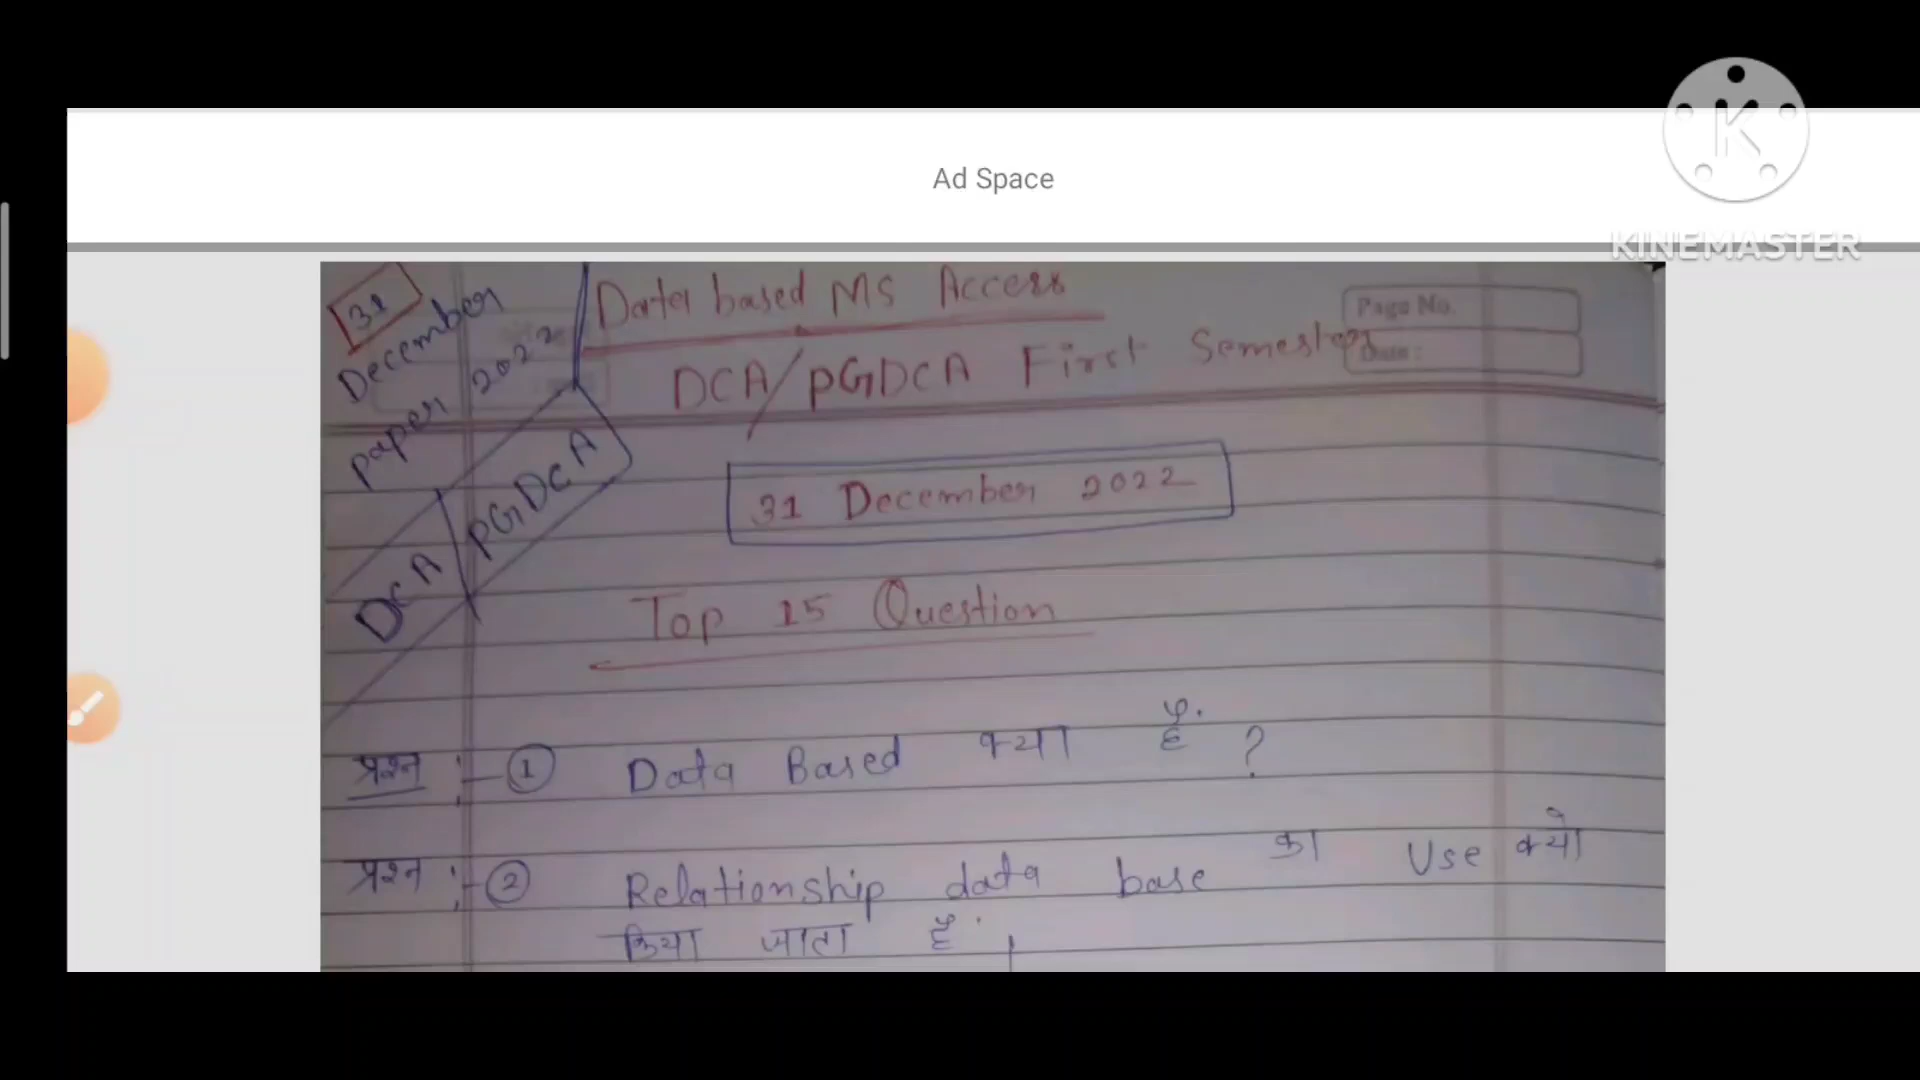 Ad Space
KINEMASTER
31
December
paper 2022
DCA / PGDCA
Data based MS Access
DCA/PGDCA First Semester
Page No.
Date:
31 December 2022
Top 15 Question
प्रश्न :- 1 Data Based क्या है ?
प्रश्न :- 2 Relationship data base का Use क्यो
किया जाता है ।